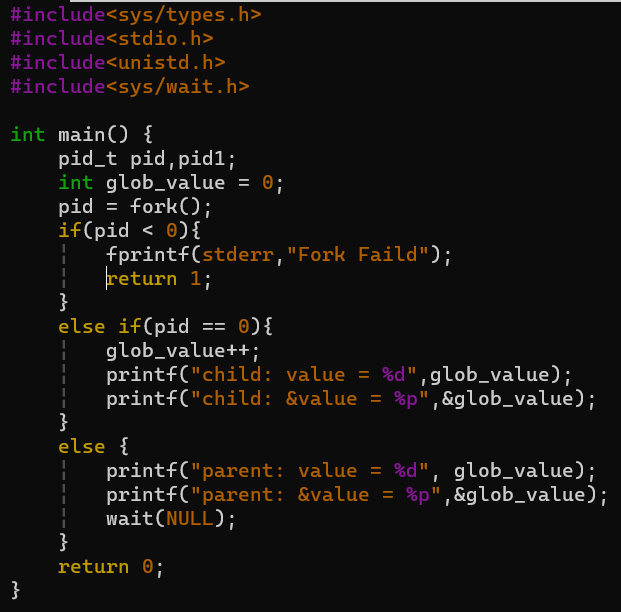 #include<sys/types.h>
#include<stdio.h>
#include<unistd.h>
#include<sys/wait.h>

int main() {
    pid_t pid,pid1;
    int glob_value = 0;
    pid = fork();
    if(pid < 0){
        fprintf(stderr,"Fork Faild");
        return 1;
    }
    else if(pid == 0){
        glob_value++;
        printf("child: value = %d",glob_value);
        printf("child: &value = %p",&glob_value);
    }
    else {
        printf("parent: value = %d", glob_value);
        printf("parent: &value = %p",&glob_value);
        wait(NULL);
    }
    return 0;
}